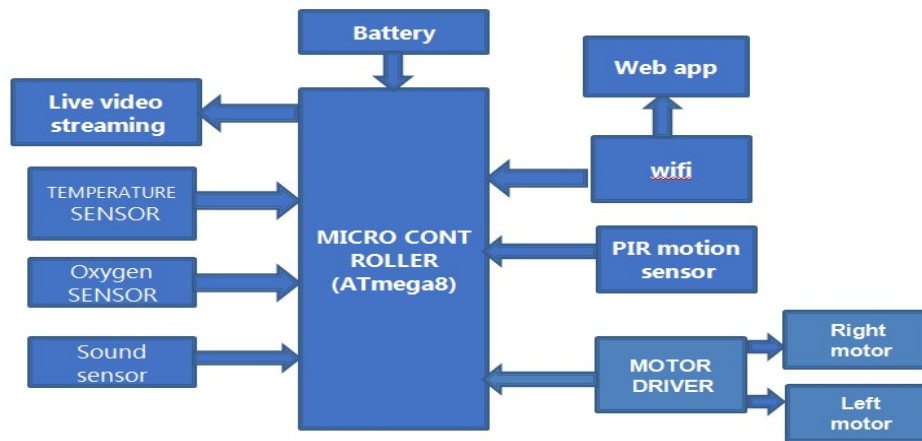 Battery
Web app
Live video
streaming
wifi
TEMPERATURE
SENSOR
MICRO CONT
ROLLER
(ATmega8)
PIR motion
sensor
Oxygen
SENSOR
Sound
sensor
MOTOR
DRIVER
Right
motor
Left
motor